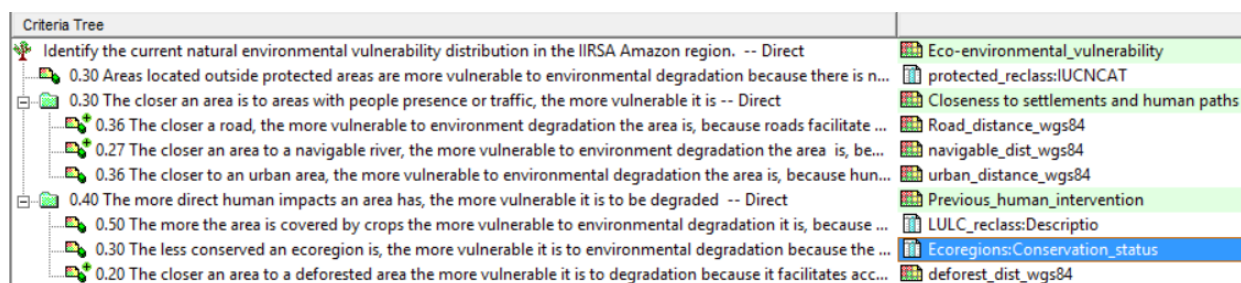 Criteria Tree
Identify the current natural environmental vulnerability distribution in the IIRSA Amazon region. -- Direct Eco-environmental_vulnerability
0.30 Areas located outside protected areas are more vulnerable to environmental degradation because there is n... protected_reclass:IUCNCAT
0.30 The closer an area is to areas with people presence or traffic, the more vulnerable it is -- Direct Closeness to settlements and human paths
0.36 The closer a road, the more vulnerable to environment degradation the area is, because roads facilitate ... Road_distance_wgs84
0.27 The closer an area to a navigable river, the more vulnerable to environment degradation the area  is, be... navigable_dist_wgs84
0.36 The closer to an urban area, the more vulnerable to environmental degradation the area is, because hun... urban_distance_wgs84
0.40 The more direct human impacts an area has, the more vulnerable it is to be degraded -- Direct Previous_human_intervention
0.50 The more the area is covered by crops the more vulnerable to environmental degradation it is, because ... LULC_reclass:Descriptio
0.30 The less conserved an ecoregion is, the more vulnerable it is to environmental degradation because the ... Ecoregions:Conservation_status
0.20 The closer an area to a deforested area the more vulnerable it is to degradation because it facilitates acc... deforest_dist_wgs84